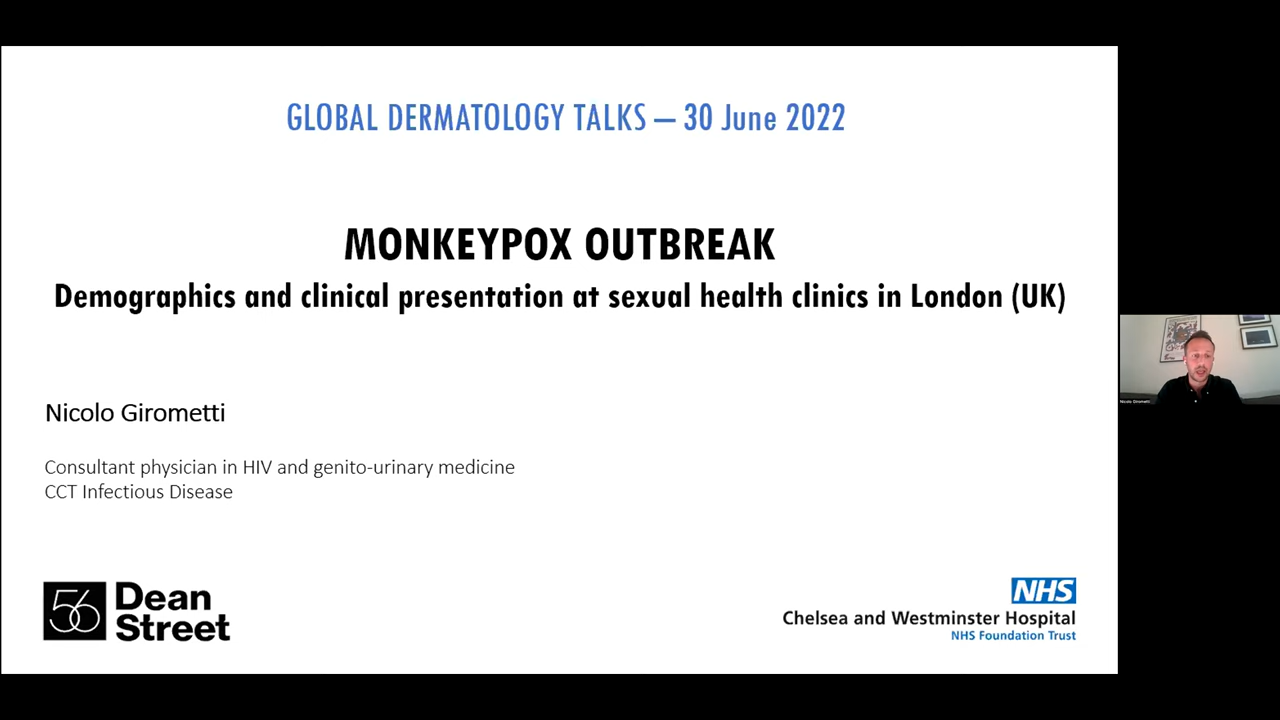 GLOBAL DERMATOLOGY TALKS – 30 June 2022
MONKEYPOX OUTBREAK
Demographics and clinical presentation at sexual health clinics in London (UK)
Nicolo Girometti
Consultant physician in HIV and genito-urinary medicine
CCT Infectious Disease
56 Dean
Street
NHS
Chelsea and Westminster Hospital
NHS Foundation Trust
Nicolo Girometti